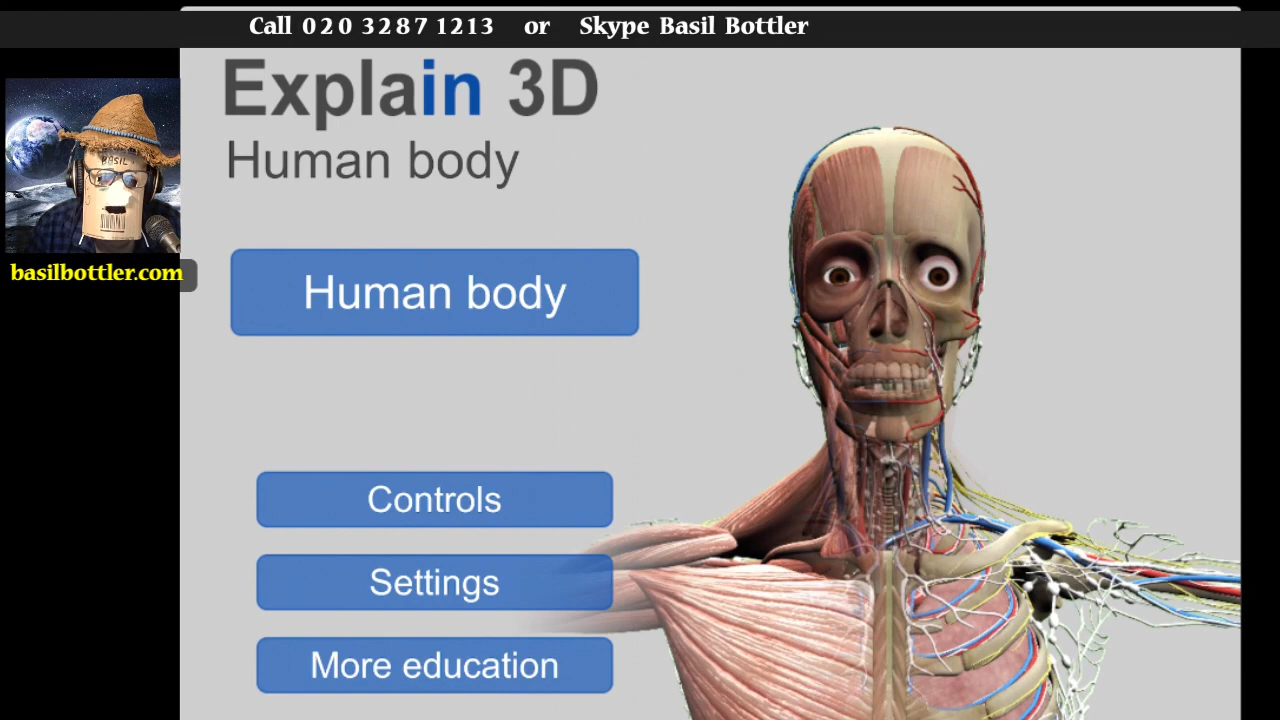 Call 020 3287 1213 or Skype Basil Bottler
Explain 3D
Human body
BASIL
basilbottler.com
Human body
Controls
Settings
More education